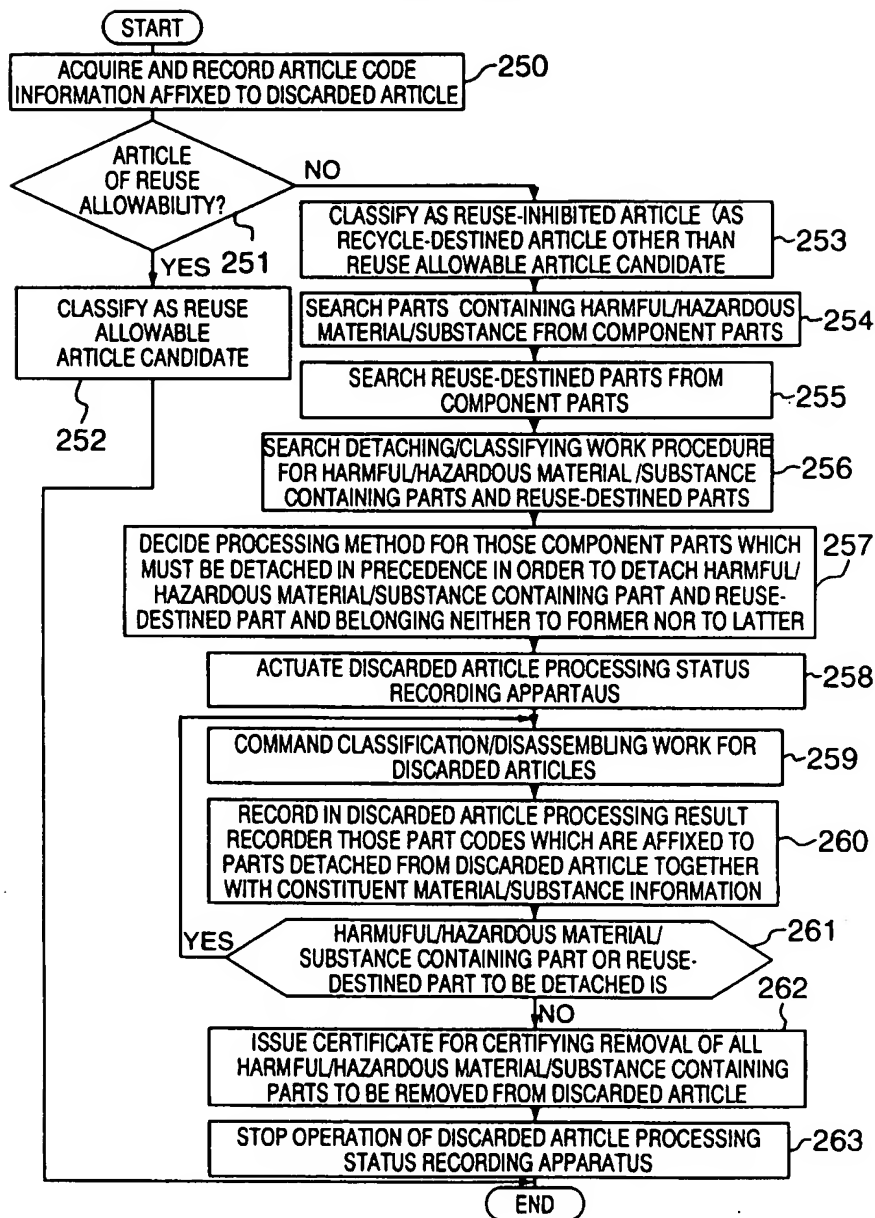 START
ACQUIRE AND RECORD ARTICLE CODE
INFORMATION AFFIXED TO DISCARDED ARTICLE
250
ARTICLE
OF REUSE
ALLOWABILITY?
251
NO
YES
CLASSIFY AS REUSE
ALLOWABLE
ARTICLE CANDIDATE
252
CLASSIFY AS REUSE-INHIBITED ARTICLE (AS
RECYCLE-DESTINED ARTICLE OTHER THAN
REUSE ALLOWABLE ARTICLE CANDIDATE
253
SEARCH PARTS CONTAINING HARMFUL/HAZARDOUS
MATERIAL/SUBSTANCE FROM COMPONENT PARTS
254
SEARCH REUSE-DESTINED PARTS FROM
COMPONENT PARTS
255
SEARCH DETACHING/CLASSIFYING WORK PROCEDURE
FOR HARMFUL/HAZARDOUS MATERIAL/SUBSTANCE
CONTAINING PARTS AND REUSE-DESTINED PARTS
256
DECIDE PROCESSING METHOD FOR THOSE COMPONENT PARTS WHICH
MUST BE DETACHED IN PRECEDENCE IN ORDER TO DETACH HARMFUL/
HAZARDOUS MATERIAL/SUBSTANCE CONTAINING PART AND REUSE-
DESTINED PART AND BELONGING NEITHER TO FORMER NOR TO LATTER
257
ACTUATE DISCARDED ARTICLE PROCESSING STATUS
RECORDING APPARTAUS
258
COMMAND CLASSIFICATION/DISASSEMBLING WORK FOR
DISCARDED ARTICLES
259
RECORD IN DISCARDED ARTICLE PROCESSING RESULT
RECORDER THOSE PART CODES WHICH ARE AFFIXED TO
PARTS DETACHED FROM DISCARDED ARTICLE TOGETHER
WITH CONSTITUENT MATERIAL/SUBSTANCE INFORMATION
260
YES
HARMUFUL/HAZARDOUS MATERIAL/
SUBSTANCE CONTAINING PART OR REUSE-
DESTINED PART TO BE DETACHED IS
261
NO
262
ISSUE CERTIFICATE FOR CERTIFYING REMOVAL OF ALL
HARMFUL/HAZARDOUS MATERIAL/SUBSTANCE CONTAINING
PARTS TO BE REMOVED FROM DISCARDED ARTICLE
STOP OPERATION OF DISCARDED ARTICLE PROCESSING
STATUS RECORDING APPARATUS
263
END